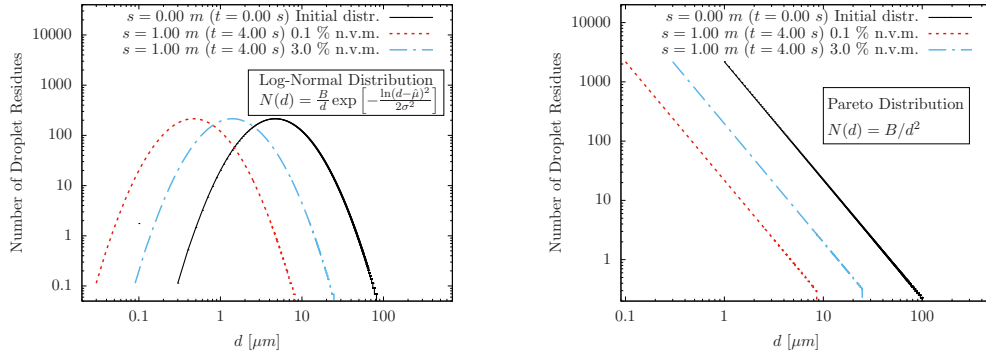 s = 0.00 m (t = 0.00 s) Initial distr.
s = 1.00 m (t = 4.00 s) 0.1 % n.v.m.
s = 1.00 m (t = 4.00 s) 3.0 % n.v.m.
Log-Normal Distribution
N(d) = B/d exp [−ln(d−μ̂)²/2σ²]
Number of Droplet Residues
10000
1000
100
10
1
0.1
0.1 1 10 100
d [μm]
s = 0.00 m (t = 0.00 s) Initial distr.
s = 1.00 m (t = 4.00 s) 0.1 % n.v.m.
s = 1.00 m (t = 4.00 s) 3.0 % n.v.m.
Pareto Distribution
N(d) = B/d²
Number of Droplet Residues
10000
1000
100
10
1
0.1 1 10 100
d [μm]